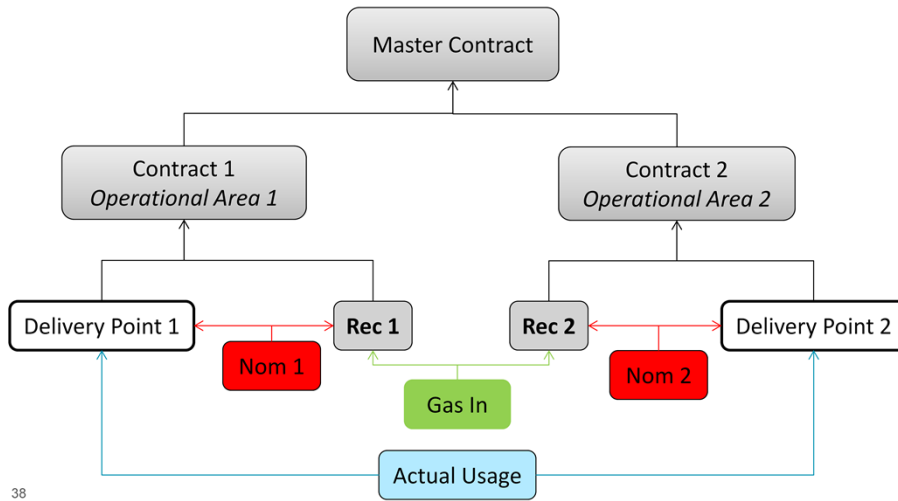 Master Contract
Contract 1
Operational Area 1
Contract 2
Operational Area 2
Delivery Point 1
Rec 1
Rec 2
Delivery Point 2
Nom 1
Nom 2
Gas In
Actual Usage
38